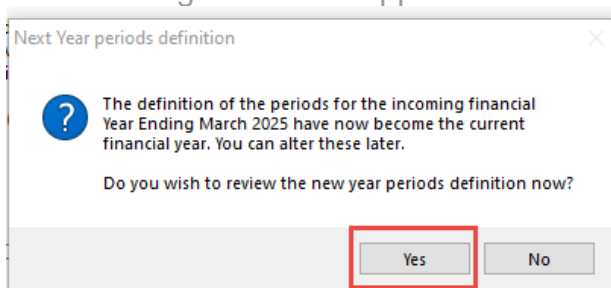 Next Year periods definition
The definition of the periods for the incoming financial
Year Ending March 2025 have now become the current
financial year. You can alter these later.
Do you wish to review the new year periods definition now?
Yes No